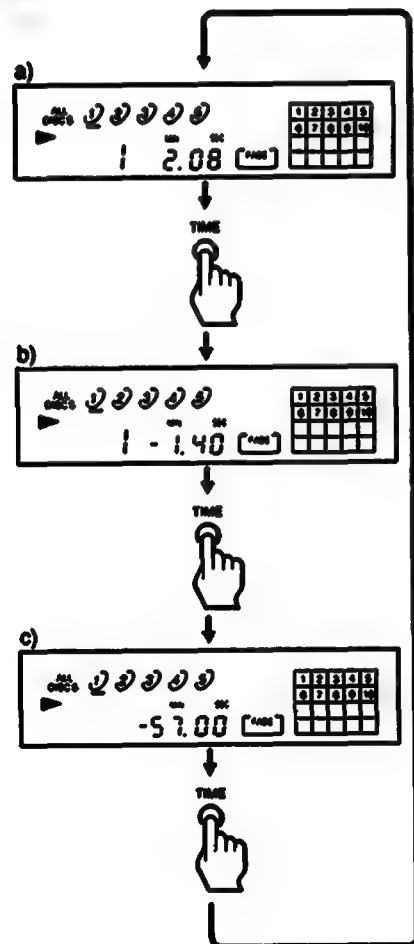 a)
ALL 1 2 3 4 5
DISCS
1 2 3 4 5
6 7 8 9 10
MIN SEC
1 2.08 FADE
TIME
b)
ALL 1 2 3 4 5
DISCS
1 2 3 4 5
6 7 8 9 10
MIN SEC
1 -1.40 FADE
TIME
c)
ALL 1 2 3 4 5
DISCS
1 2 3 4 5
6 7 8 9 10
MIN SEC
-57.00 FADE
TIME